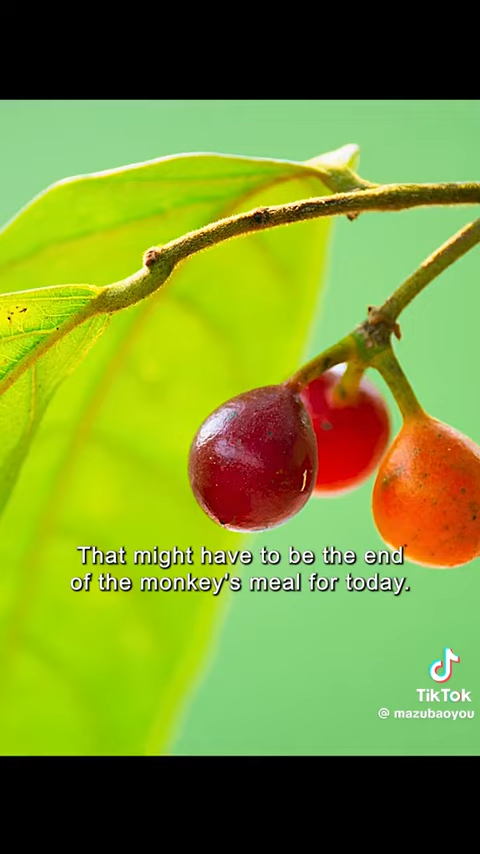 That might have to be the end
of the monkey's meal for today.
TikTok
@ mazubaoyou